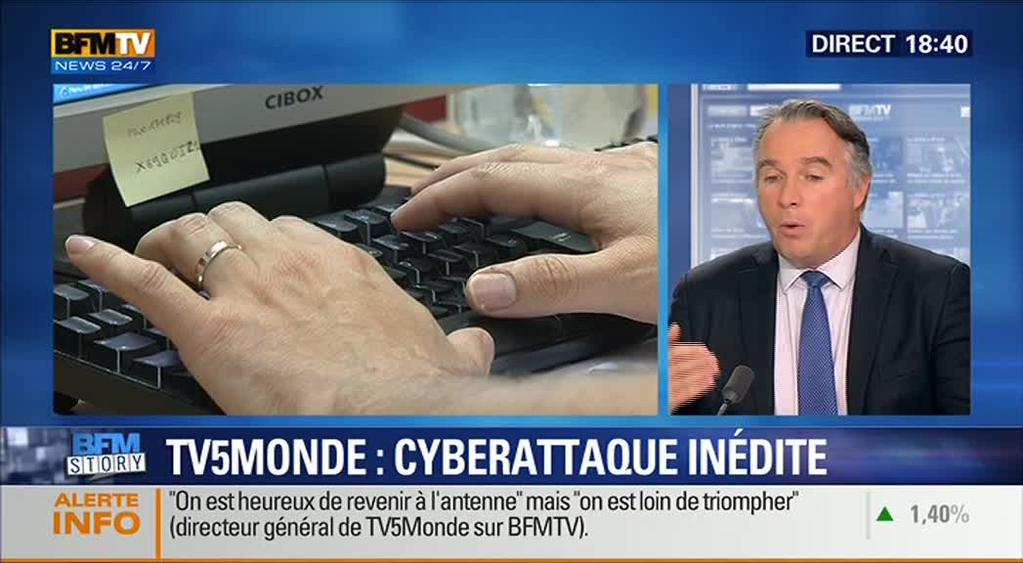 BFMTV
NEWS 24/7
DIRECT 18:40
CIBOX
BFMTV
BFM
STORY
TV5MONDE : CYBERATTAQUE INÉDITE
ALERTE
INFO
"On est heureux de revenir à l'antenne" mais "on est loin de triompher"
(directeur général de TV5Monde sur BFMTV).
1,40%